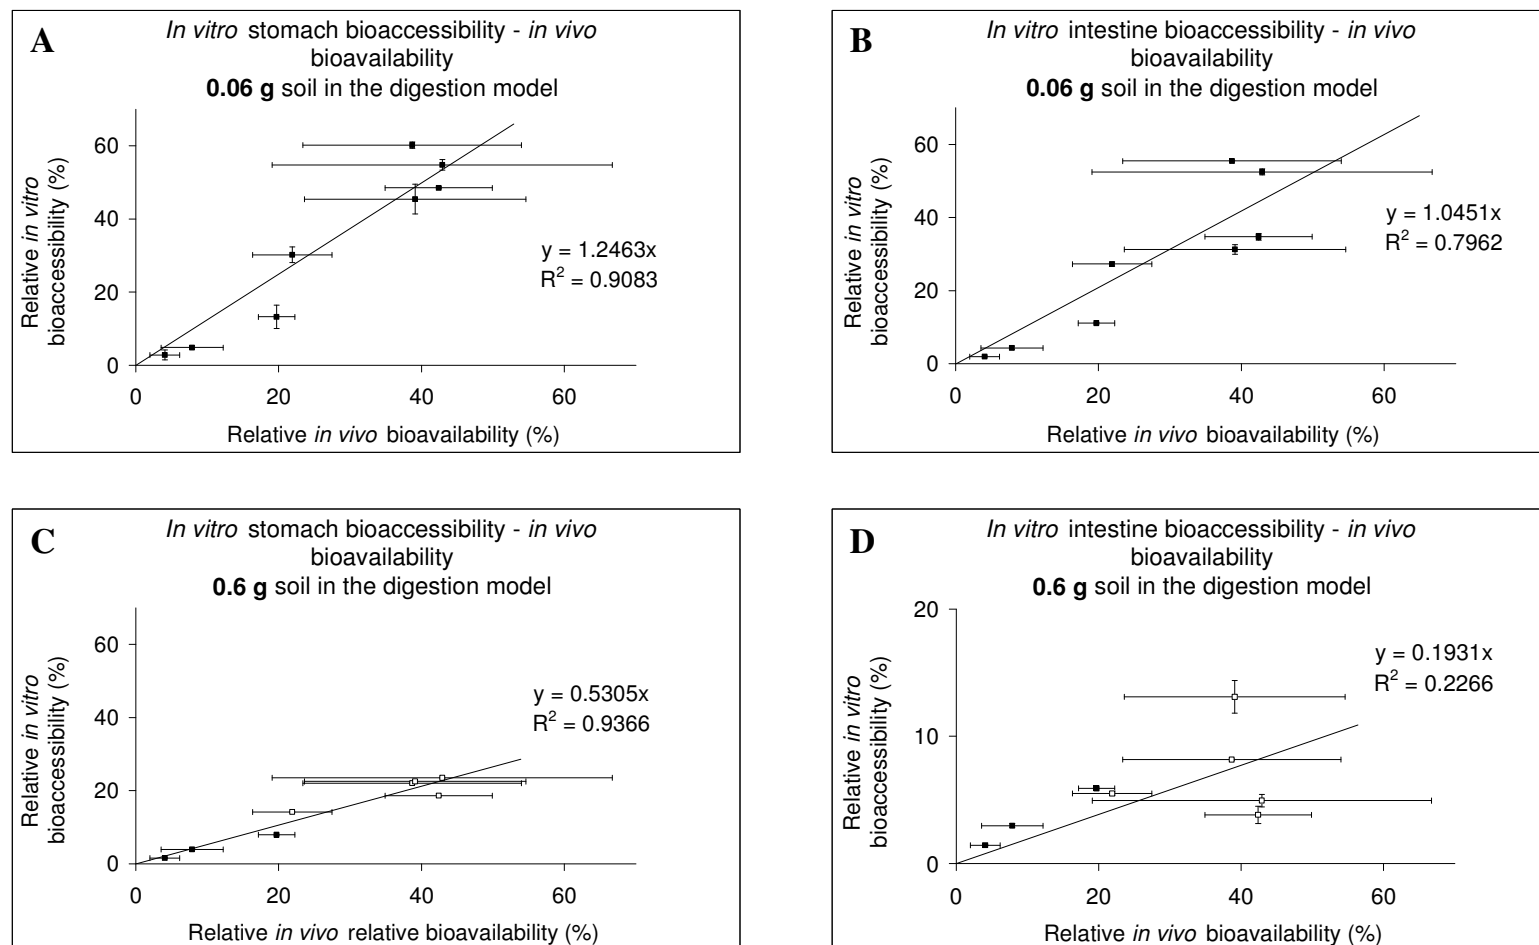 A
In vitro stomach bioaccessibility - in vivo
bioavailability
0.06 g soil in the digestion model
Relative in vitro
bioaccessibility (%)
60
40
20
0
y = 1.2463x
R² = 0.9083
0 20 40 60
Relative in vivo bioavailability (%)
B
In vitro intestine bioaccessibility - in vivo
bioavailability
0.06 g soil in the digestion model
Relative in vitro
bioaccessibility (%)
60
40
20
0
y = 1.0451x
R² = 0.7962
0 20 40 60
Relative in vivo bioavailability (%)
C
In vitro stomach bioaccessibility - in vivo
bioavailability
0.6 g soil in the digestion model
Relative in vitro
bioaccessibility (%)
60
40
20
0
y = 0.5305x
R² = 0.9366
0 20 40 60
Relative in vivo relative bioavailability (%)
D
In vitro intestine bioaccessibility - in vivo
bioavailability
0.6 g soil in the digestion model
Relative in vitro
bioaccessibility (%)
20
10
0
y = 0.1931x
R² = 0.2266
0 20 40 60
Relative in vivo bioavailability (%)